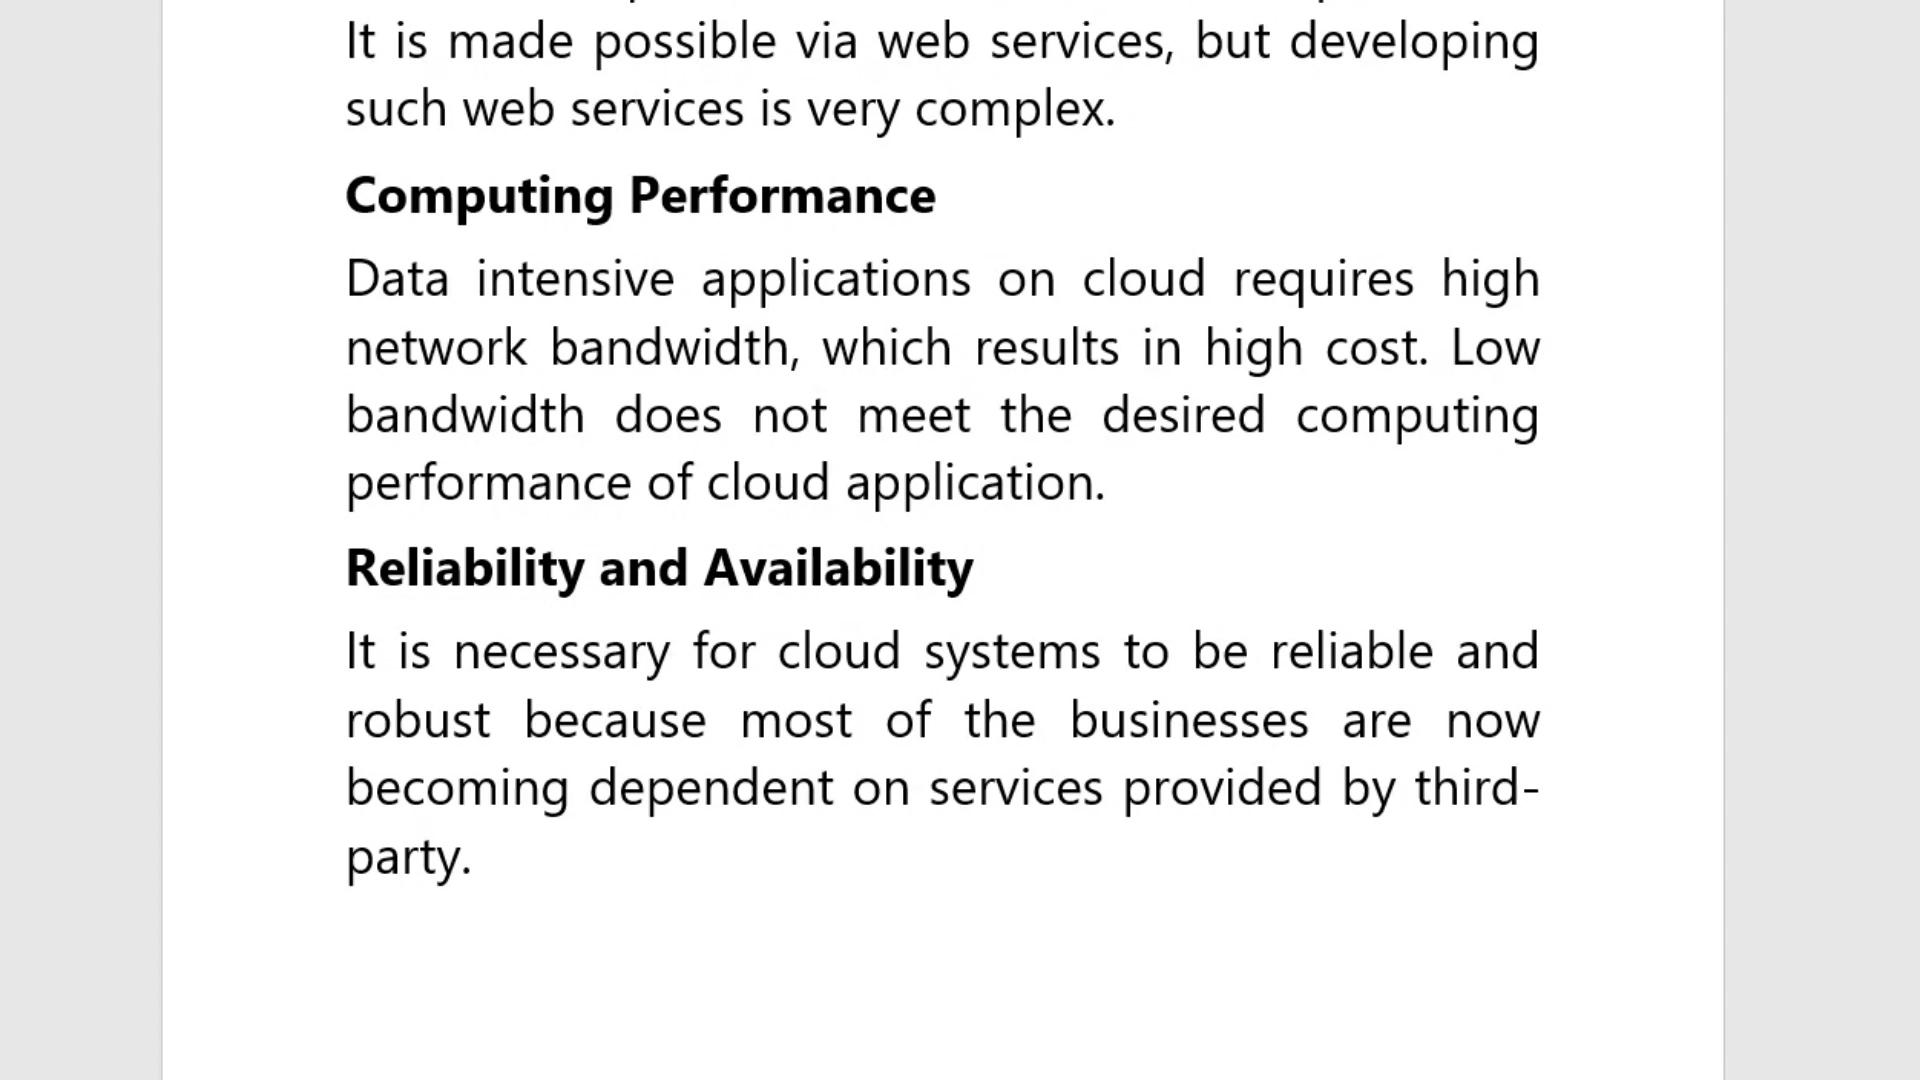 It is made possible via web services, but developing
such web services is very complex.
Computing Performance
Data intensive applications on cloud requires high
network bandwidth, which results in high cost. Low
bandwidth does not meet the desired computing
performance of cloud application.
Reliability and Availability
It is necessary for cloud systems to be reliable and
robust because most of the businesses are now
becoming dependent on services provided by third-
party.